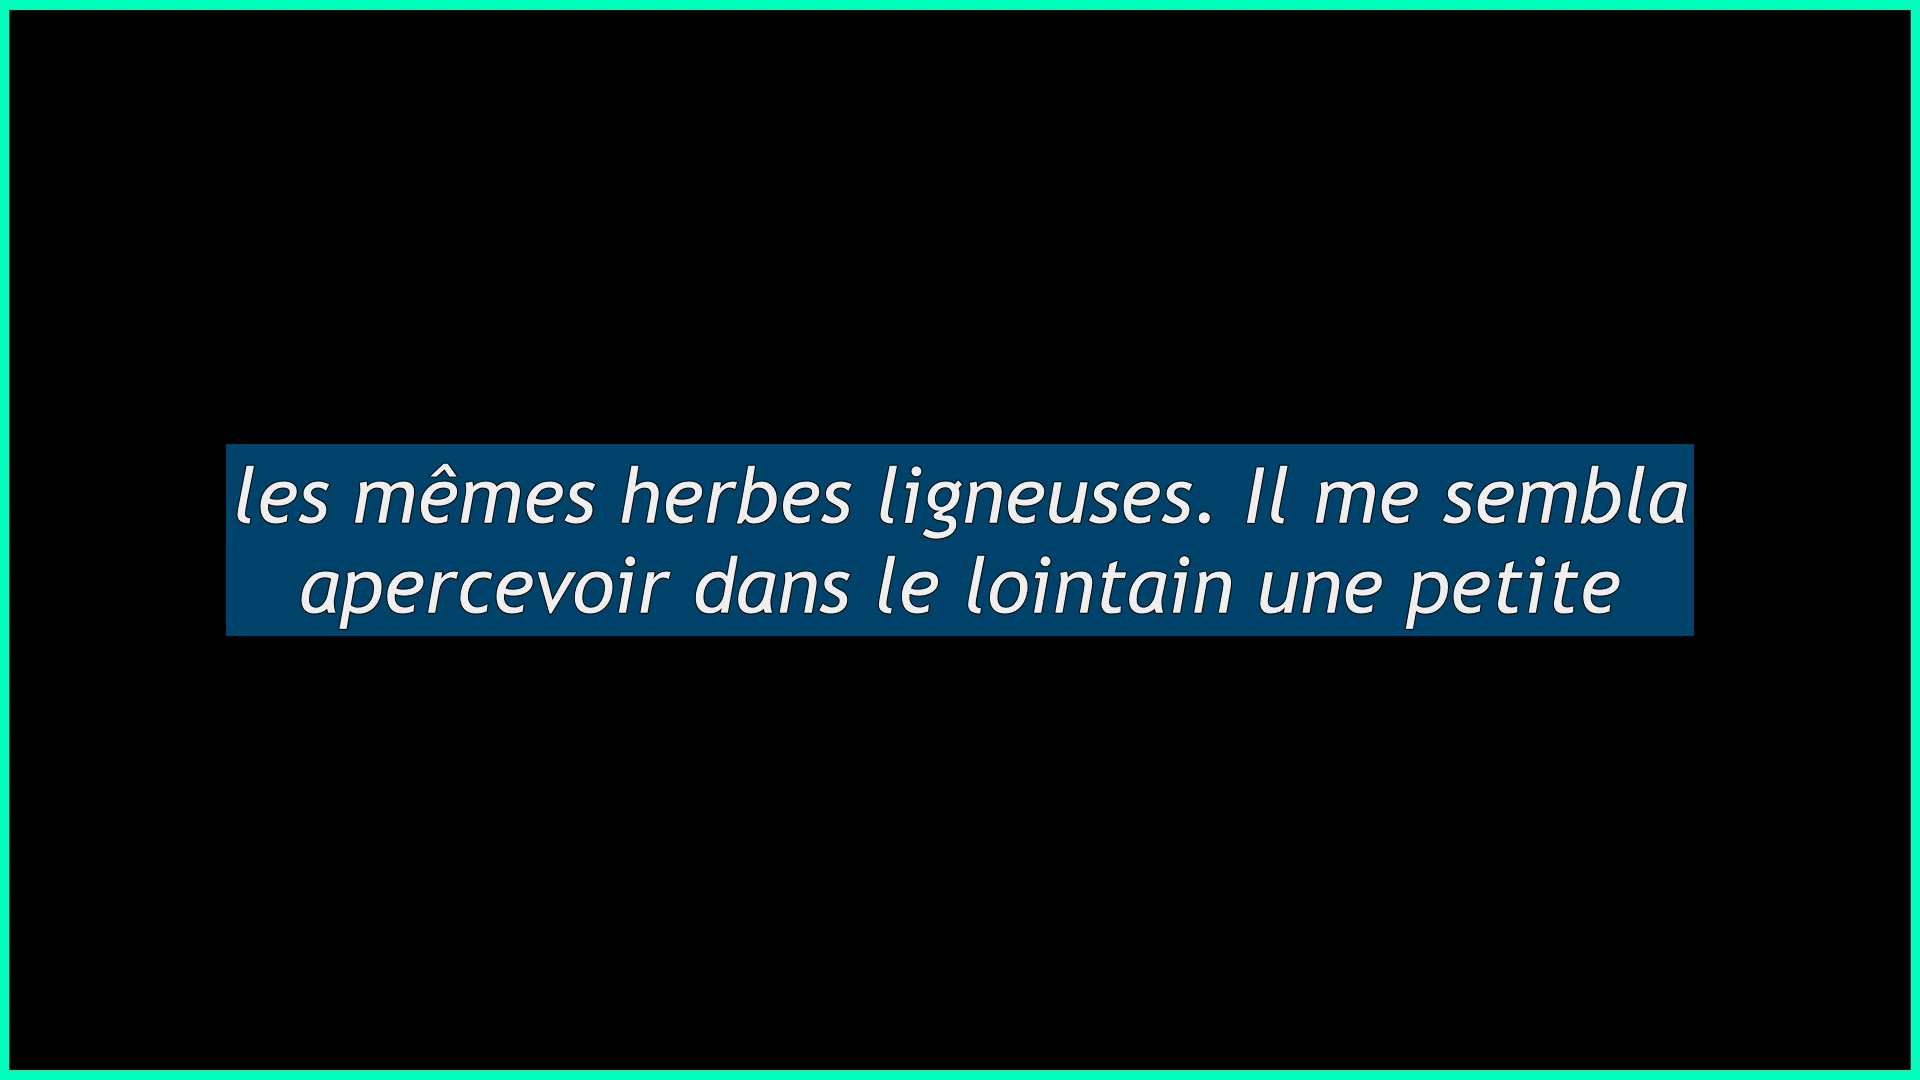 les mêmes herbes ligneuses. Il me sembla
apercevoir dans le lointain une petite